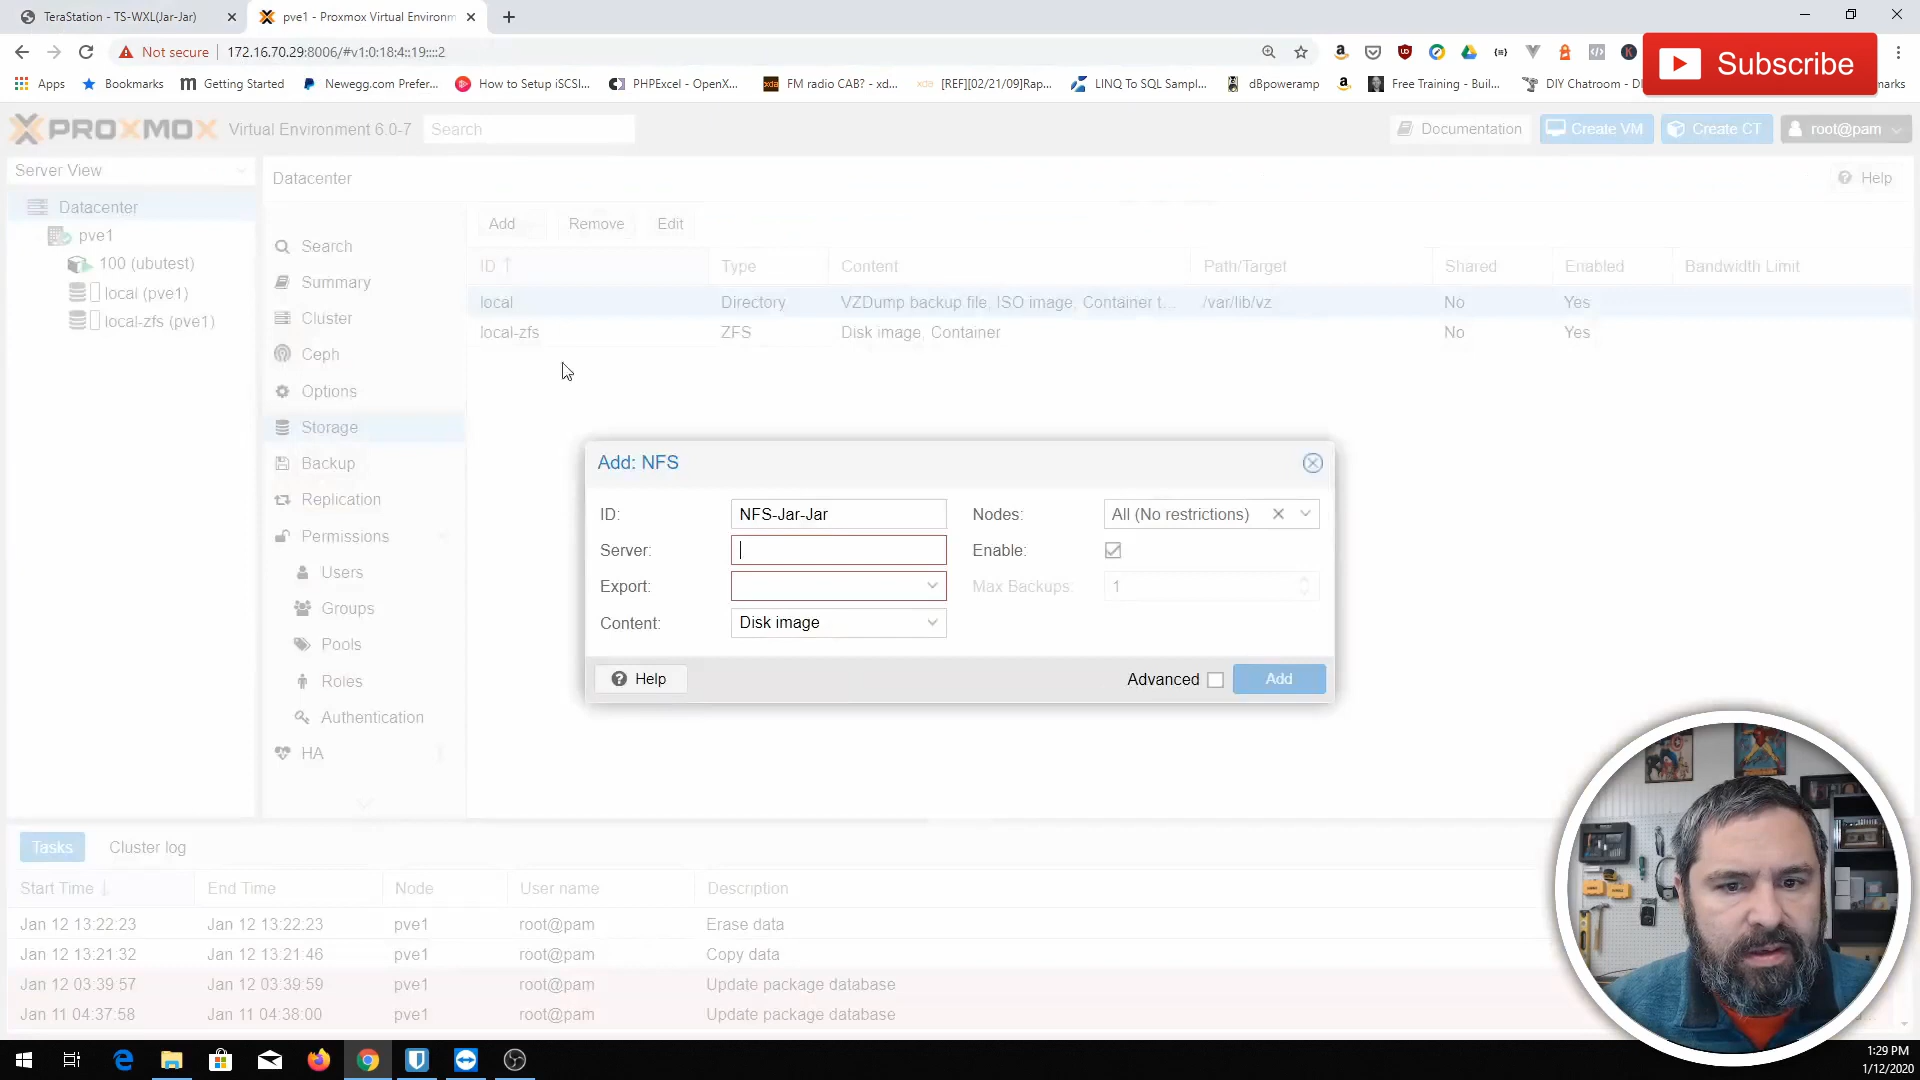 TeraStation - TS-WXL(Jar-Jar)
pve1 - Proxmox Virtual Environm
Not secure
172.16.70.29:8006/#v1:0:18:4::19::::2
Subscribe
Apps
Bookmarks
Getting Started
Newegg.com Prefer...
How to Setup iSCSI...
PHPExcel - OpenX...
FM radio CAB? - xd...
[REF][02/21/09]Rap...
LINQ To SQL Sampl...
dBpoweramp
Free Training - Buil...
DIY Chatroom - DI
PROXMOX
Virtual Environment 6.0-7
Search
Documentation
Create VM
Create CT
root@pam
Server View
Datacenter
pve1
100 (ubutest)
local (pve1)
local-zfs (pve1)
Datacenter
Help
Search
Summary
Cluster
Ceph
Options
Storage
Backup
Replication
Permissions
Users
Groups
Pools
Roles
Authentication
HA
Add Remove Edit
ID Type Content Path/Target Shared Enabled Bandwidth Limit
local Directory VZDump backup file, ISO image, Container t... /var/lib/vz No Yes
local-zfs ZFS Disk image, Container No Yes
Add: NFS
ID: NFS-Jar-Jar
Server:
Export:
Content: Disk image
Nodes: All (No restrictions)
Enable:
Max Backups: 1
Help
Advanced
Add
Tasks Cluster log
Start Time End Time Node User name Description
Jan 12 13:22:23 Jan 12 13:22:23 pve1 root@pam Erase data
Jan 12 13:21:32 Jan 12 13:21:46 pve1 root@pam Copy data
Jan 12 03:39:57 Jan 12 03:39:59 pve1 root@pam Update package database
Jan 11 04:37:58 Jan 11 04:38:00 pve1 root@pam Update package database
1:29 PM
1/12/2020